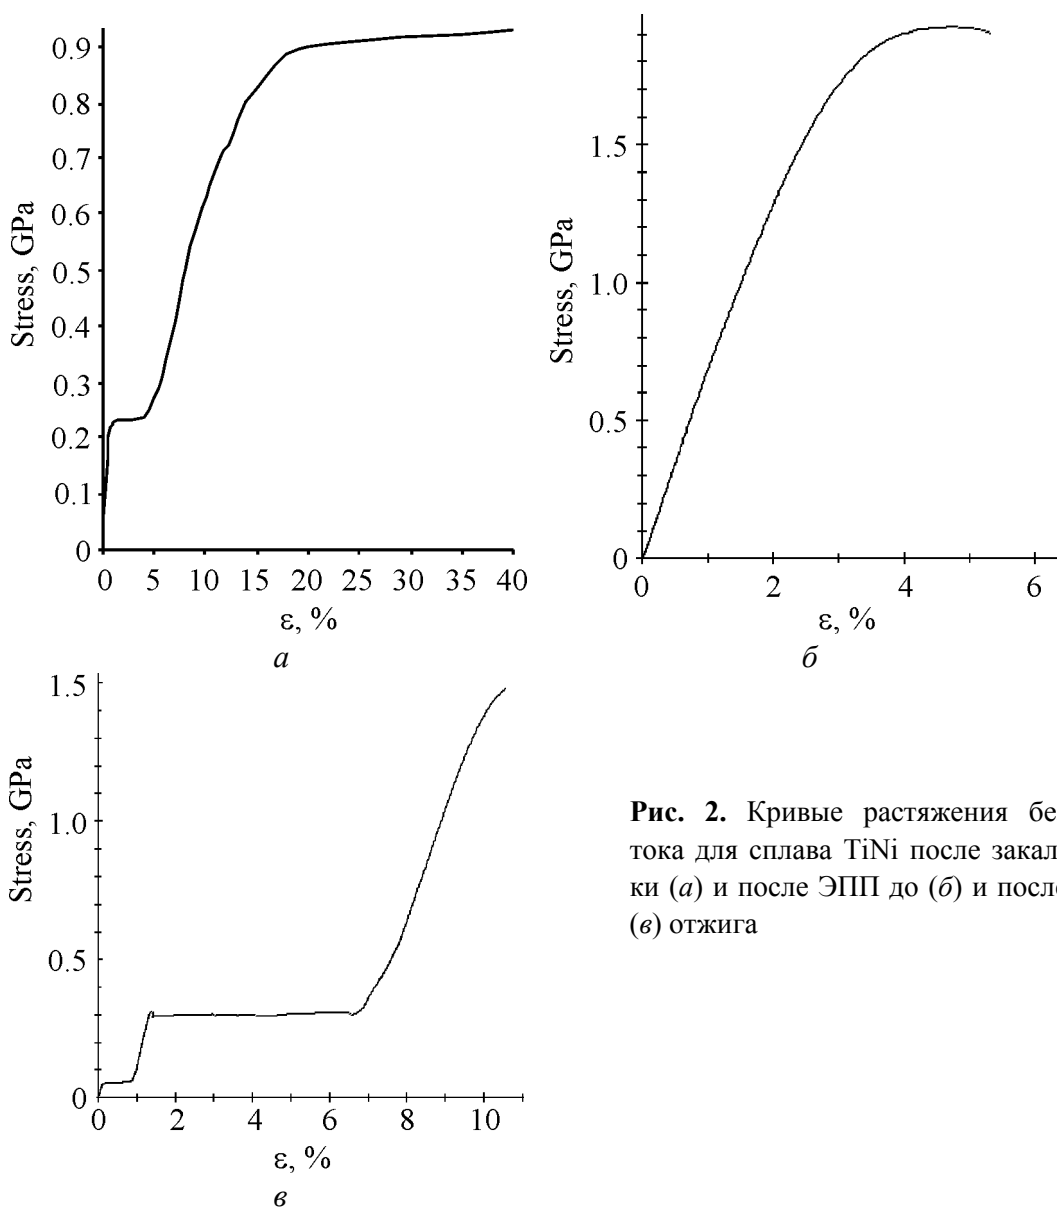 0.9
0.8
0.7
0.6
0.5
0.4
0.3
0.2
0.1
0
Stress, GPa
0 5 10 15 20 25 30 35 40
ε, %
а
1.5
1.0
0.5
0
Stress, GPa
0 2 4 6
ε, %
б
1.5
1.0
0.5
0
Stress, GPa
0 2 4 6 8 10
ε, %
в
Рис. 2. Кривые растяжения бе
тока для сплава TiNi после закал
ки (а) и после ЭПП до (б) и после
(в) отжига